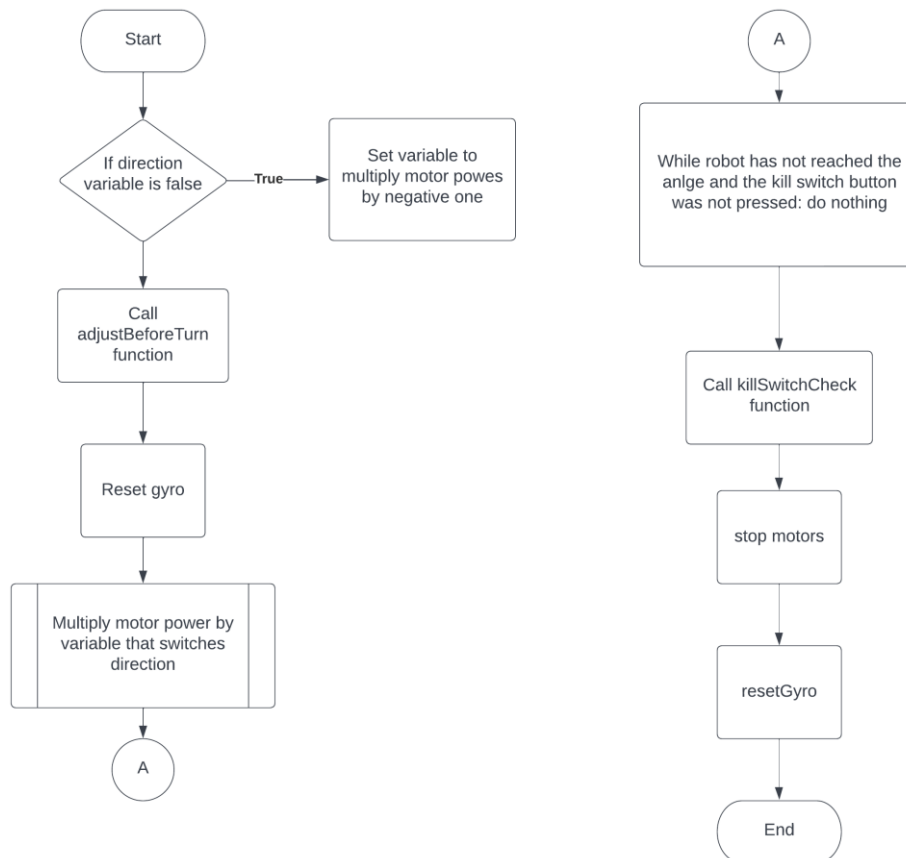 Start
If direction
variable is false
True
Set variable to
multiply motor powes
by negative one
Call
adjustBeforeTurn
function
Reset gyro
Multiply motor power by
variable that switches
direction
A
A
While robot has not reached the
anlge and the kill switch button
was not pressed: do nothing
Call killSwitchCheck
function
stop motors
resetGyro
End